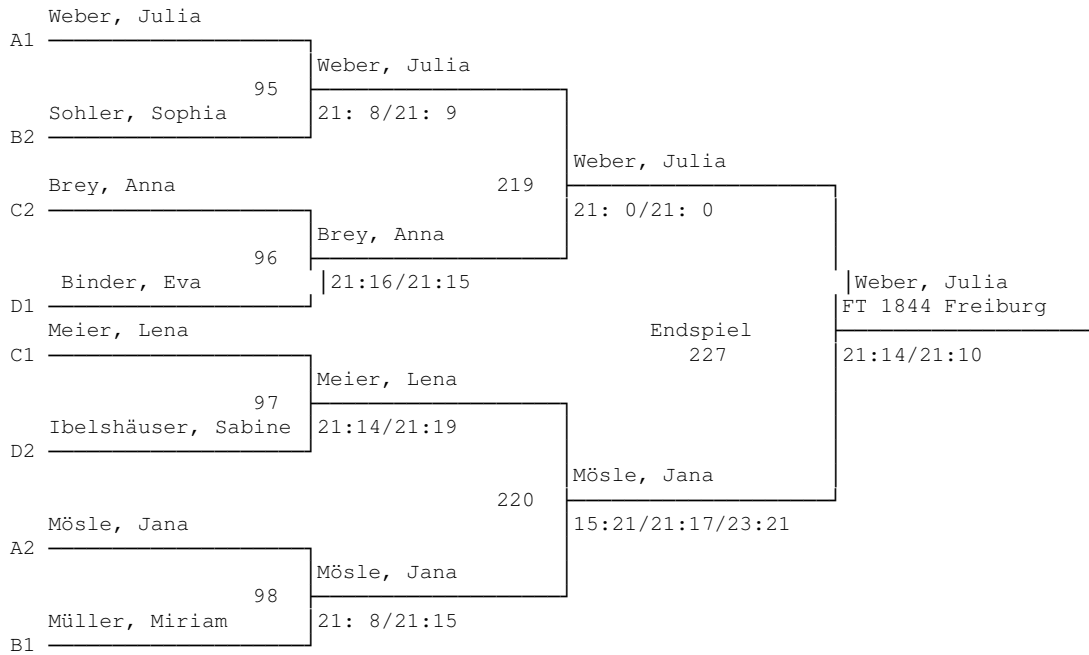 Weber, Julia
A1
Weber, Julia
95
Sohler, Sophia 21: 8/21: 9
B2
Weber, Julia
Brey, Anna 219
C2 21: 0/21: 0
Brey, Anna
96
Binder, Eva 21:16/21:15 Weber, Julia
D1 FT 1844 Freiburg
Meier, Lena Endspiel
C1 227 21:14/21:10
Meier, Lena
97
Ibelshäuser, Sabine 21:14/21:19
D2
Mösle, Jana
220
Mösle, Jana 15:21/21:17/23:21
A2
Mösle, Jana
98
Müller, Miriam 21: 8/21:15
B1